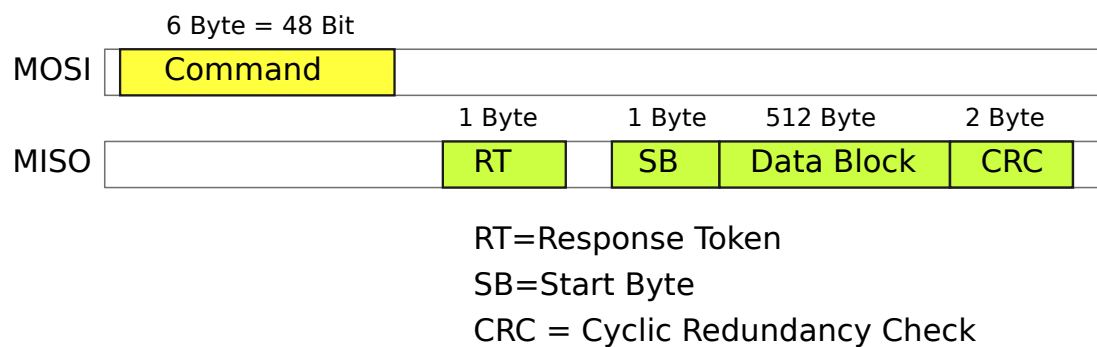 6 Byte = 48 Bit
MOSI Command
1 Byte 1 Byte 512 Byte 2 Byte
MISO RT SB Data Block CRC
RT=Response Token
SB=Start Byte
CRC = Cyclic Redundancy Check